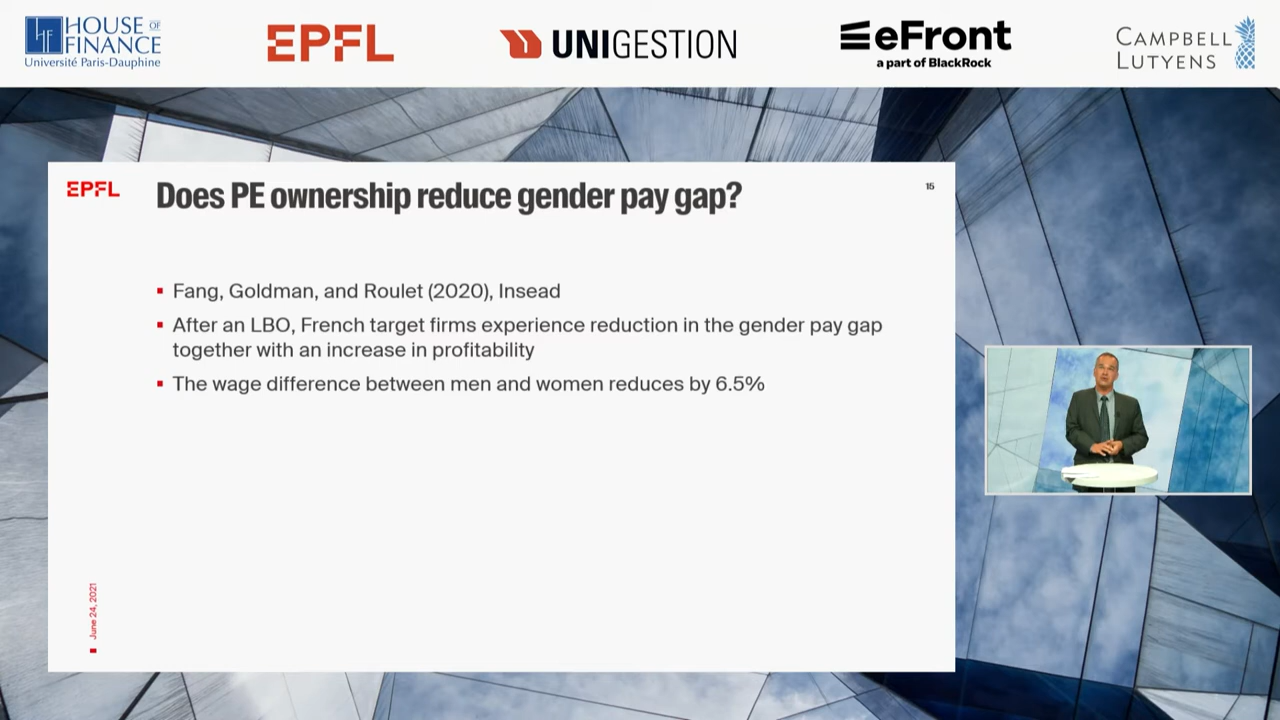 HOUSE OF
FINANCE
Université Paris-Dauphine
EPFL
UNIGESTION
eFront
a part of BlackRock
CAMPBELL
LUTYENS
EPFL
Does PE ownership reduce gender pay gap?
15
▪ Fang, Goldman, and Roulet (2020), Insead
▪ After an LBO, French target firms experience reduction in the gender pay gap
together with an increase in profitability
▪ The wage difference between men and women reduces by 6.5%
June 24, 2021